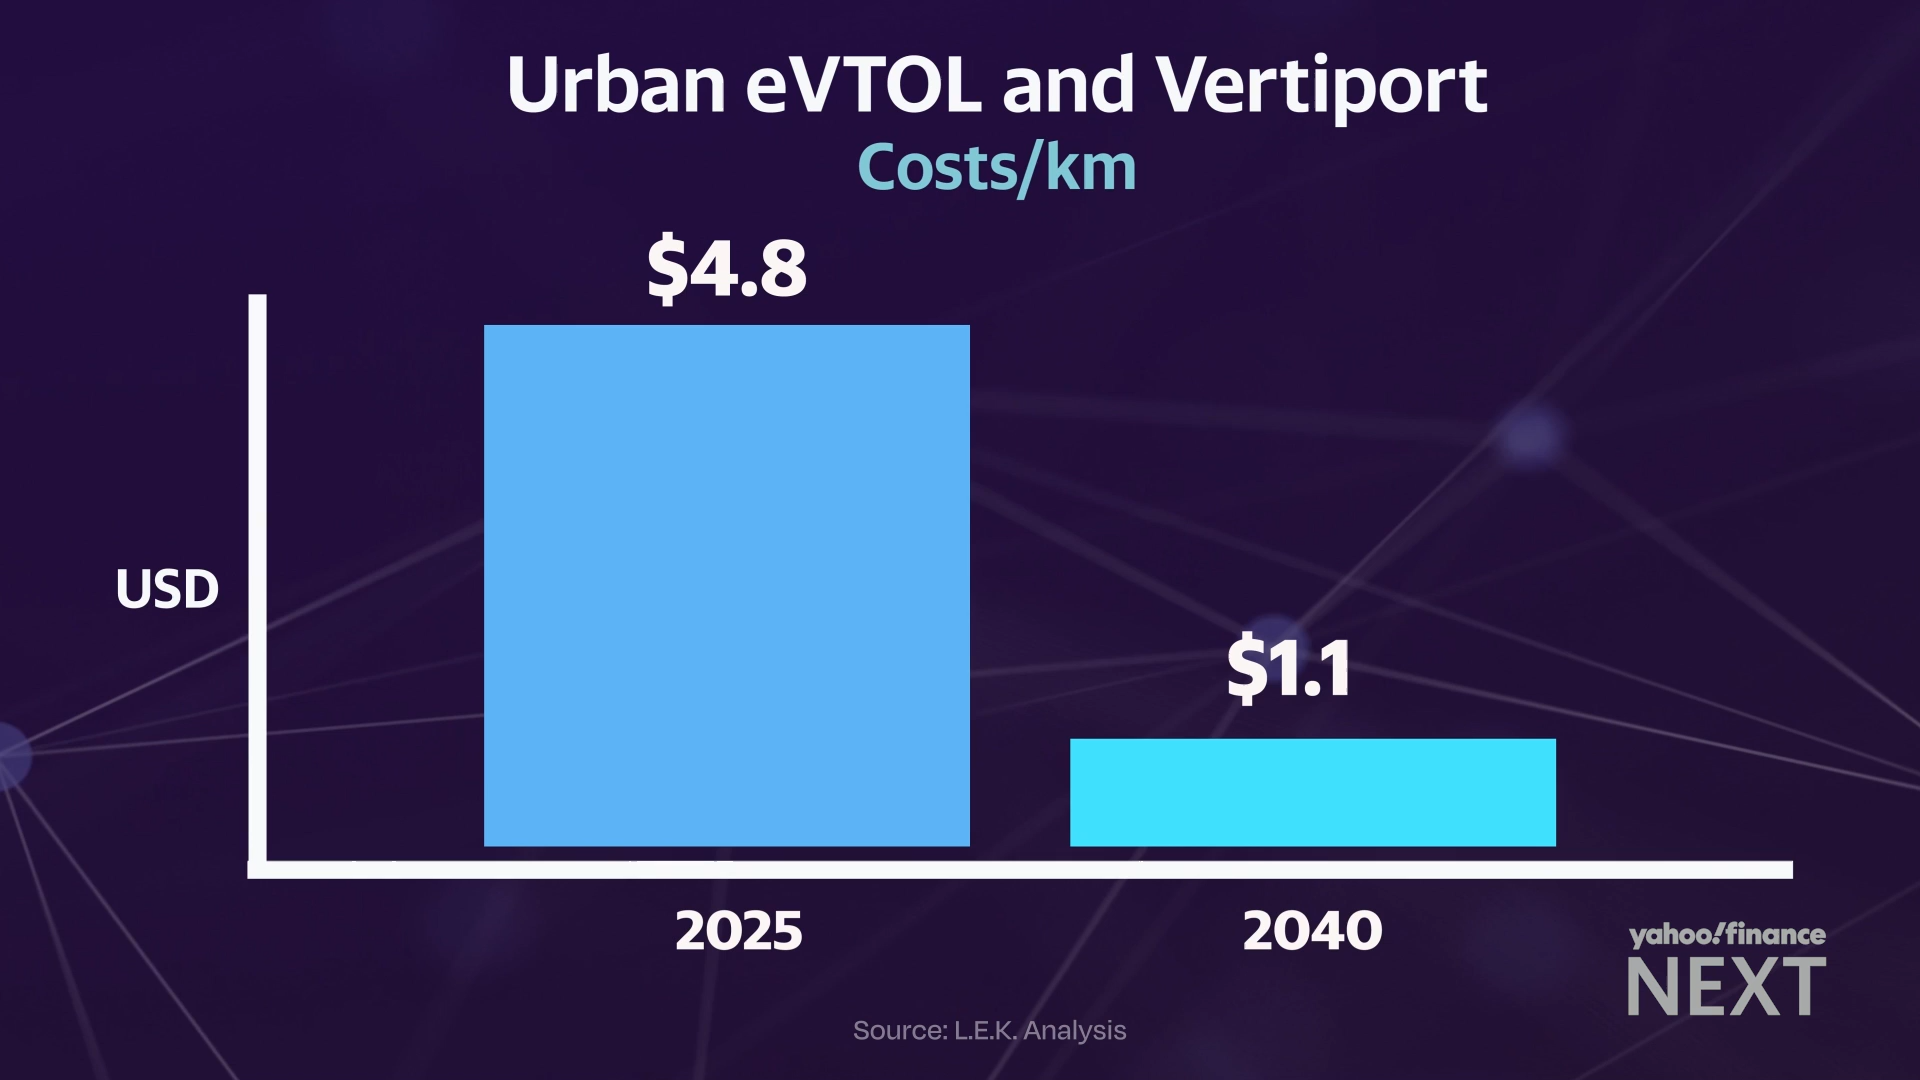 Urban eVTOL and Vertiport
Costs/km
$4.8
USD
$1.1
2025
2040
yahoo!finance
NEXT
Source: L.E.K. Analysis